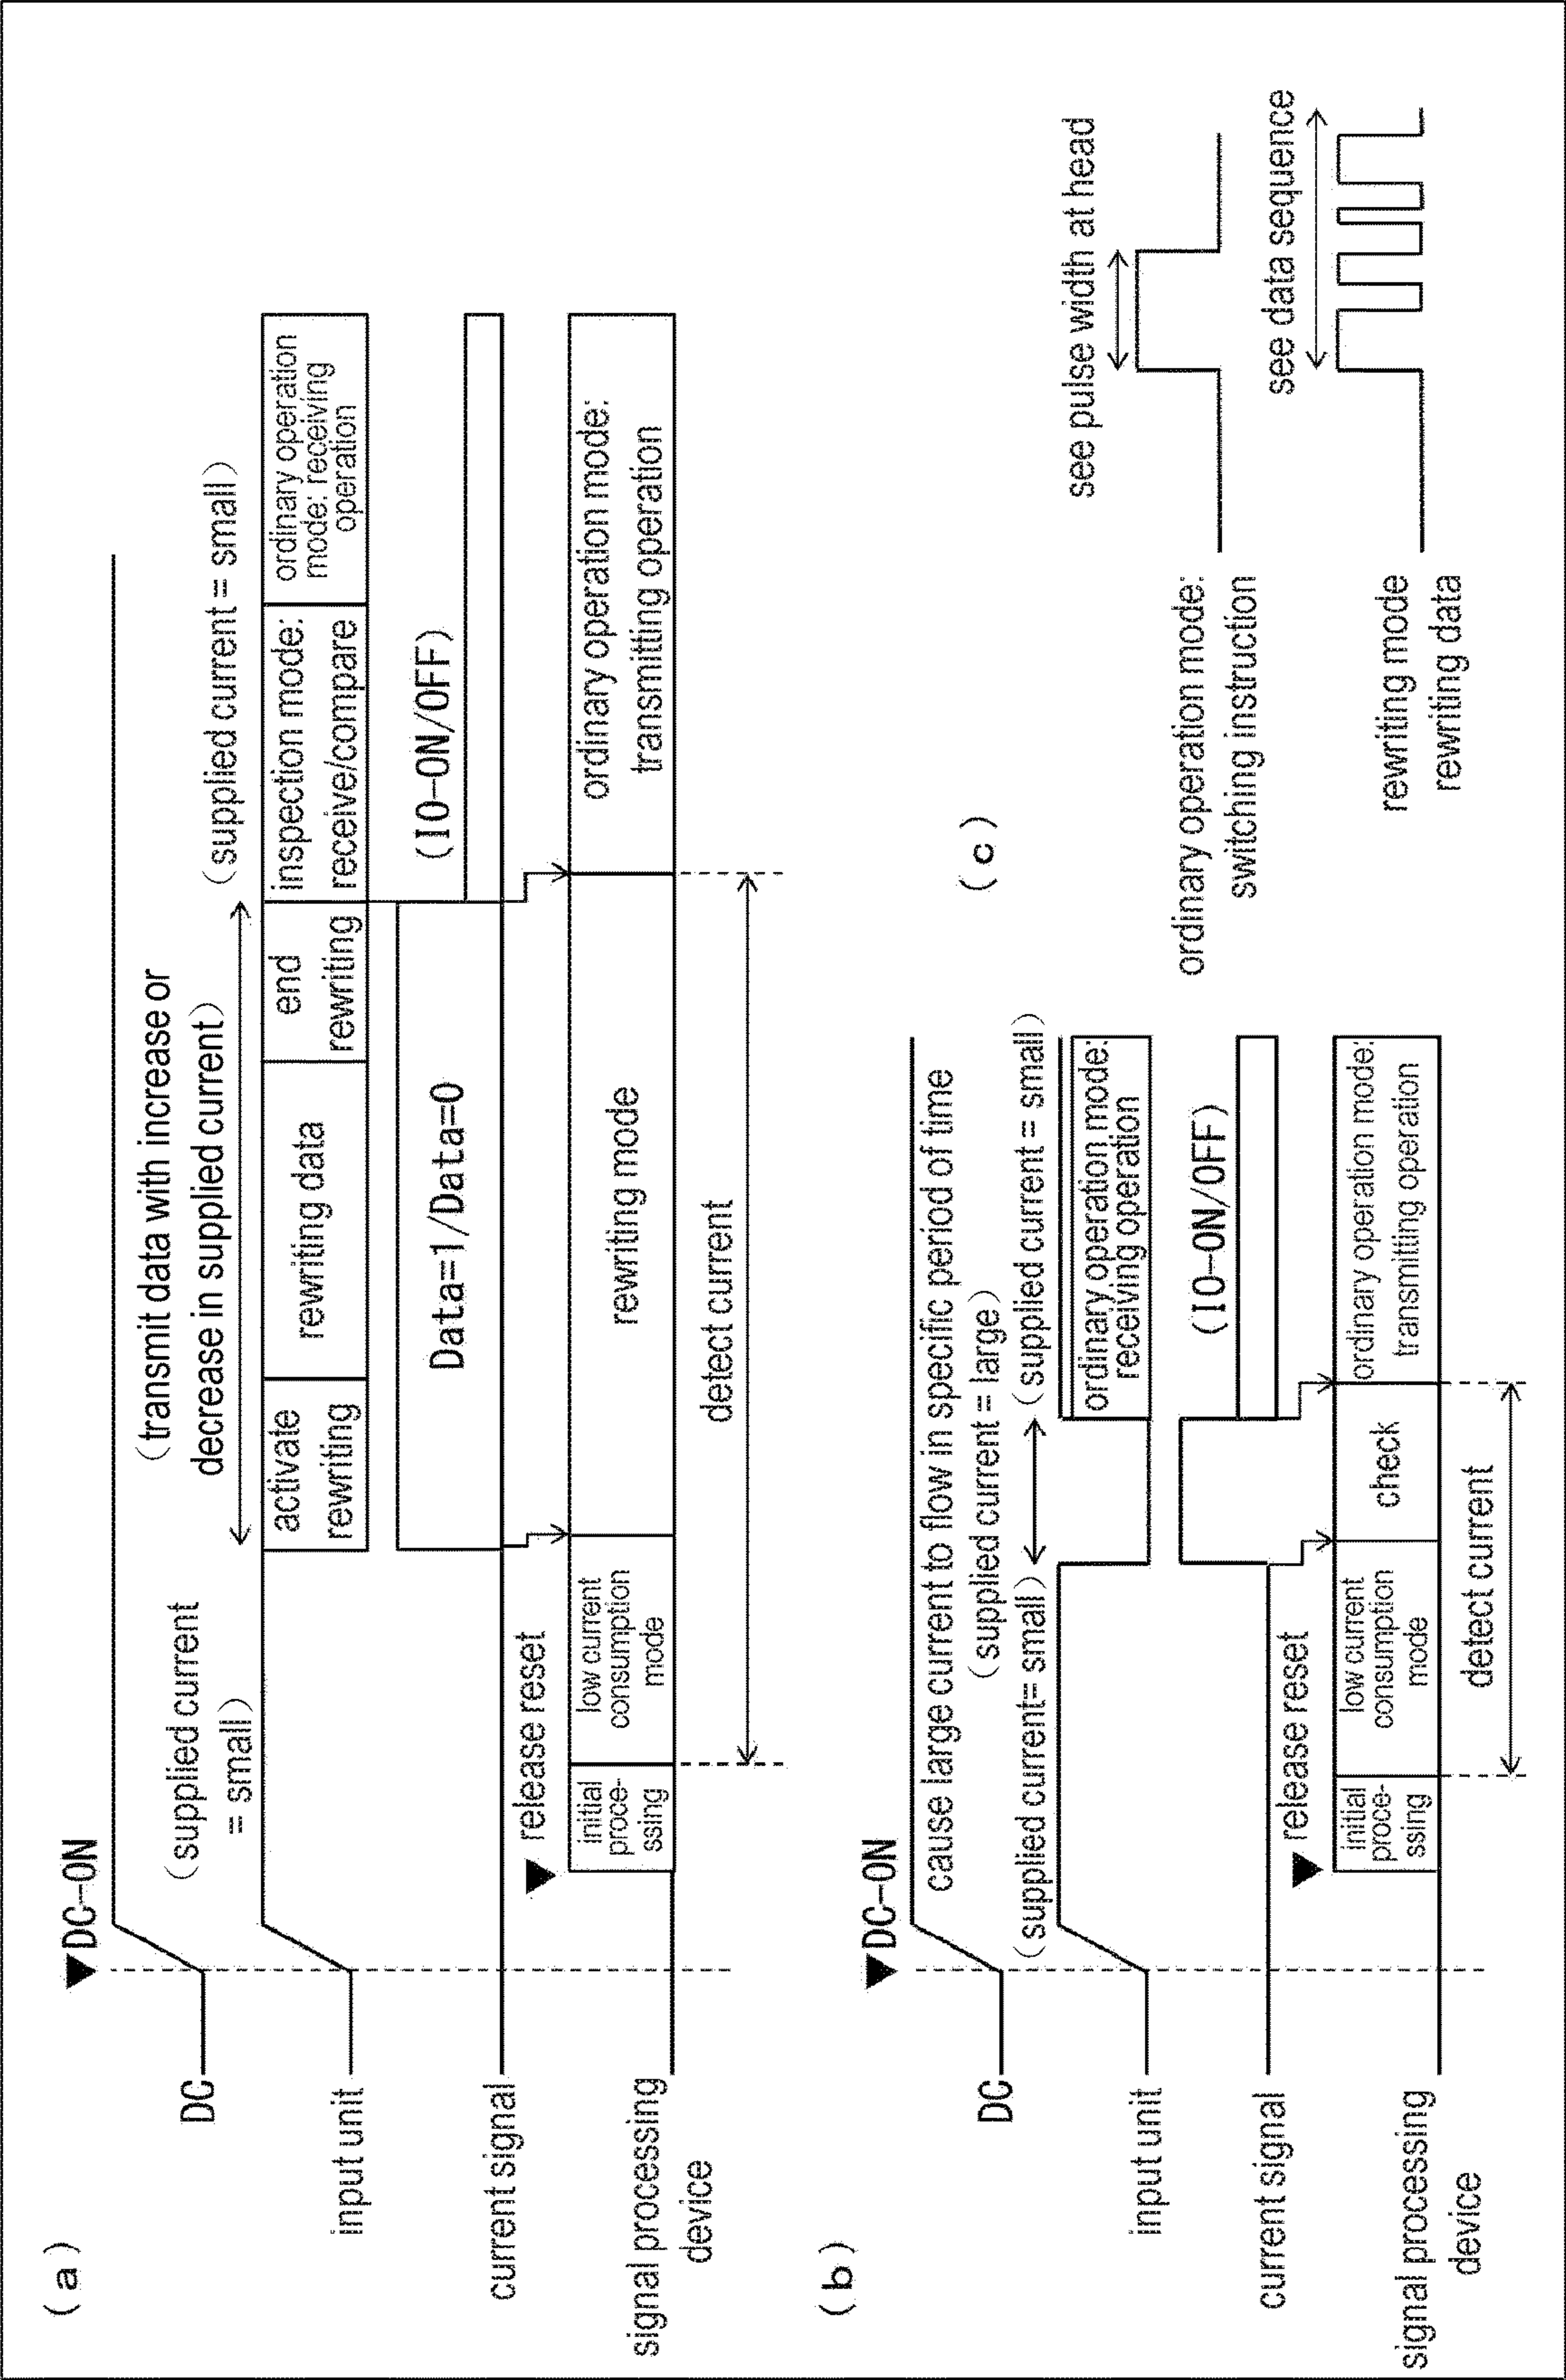 (a)
▼DC-ON
DC
(supplied current
= small)
(transmit data with increase or
decrease in supplied current)
(supplied current = small)
input unit
activate
rewriting
rewriting data
end
rewriting
inspection mode:
receive/compare
ordinary operation
mode: receiving
operation
current signal
Data=1/Data=0
(IO-ON/OFF)
▼ release reset
signal processing
device
initial
proce-
ssing
low current
consumption
mode
rewriting mode
ordinary operation mode:
transmitting operation
detect current
(b)
▼DC-ON
DC
cause large current to flow in specific period of time
(supplied current = large)
(supplied current= small)
(supplied current = small)
input unit
ordinary operation mode:
receiving operation
current signal
(IO-ON/OFF)
▼ release reset
signal processing
device
initial
proce-
ssing
low current
consumption
mode
check
ordinary operation mode:
transmitting operation
detect current
(c)
see pulse width at head
ordinary operation mode:
switching instruction
see data sequence
rewriting mode
rewriting data